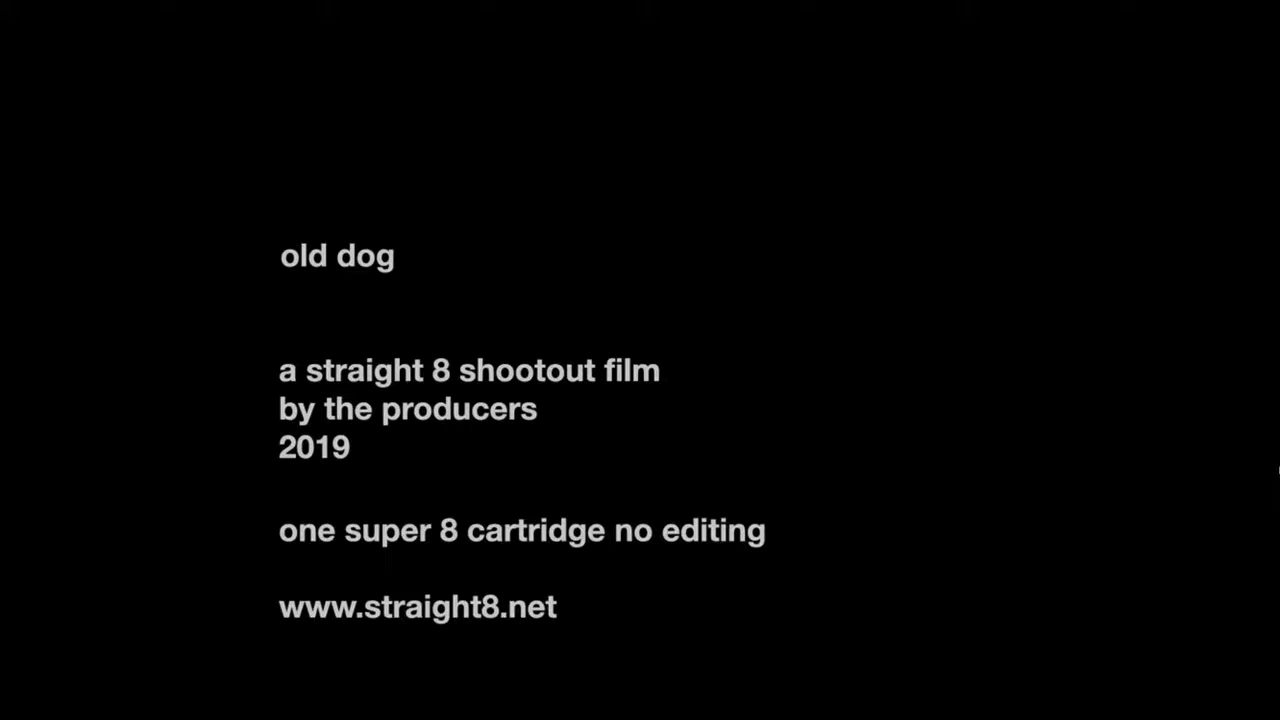 old dog
a straight 8 shootout film
by the producers
2019
one super 8 cartridge no editing
www.straight8.net